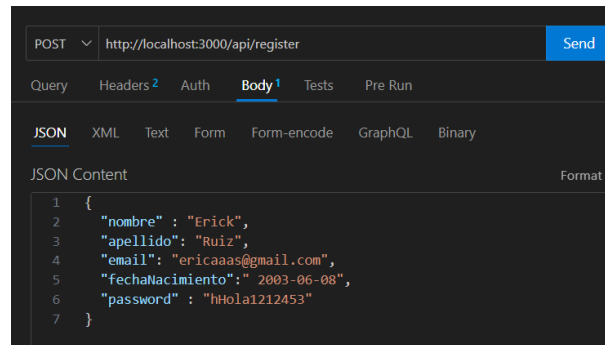 POST http://localhost:3000/api/register Send
Query Headers 2 Auth Body 1 Tests Pre Run
JSON XML Text Form Form-encode GraphQL Binary
JSON Content Format
1 {
2 "nombre" : "Erick",
3 "apellido": "Ruiz",
4 "email": "ericaaas@gmail.com",
5 "fechaNacimiento":" 2003-06-08",
6 "password" : "hHola1212453"
7 }